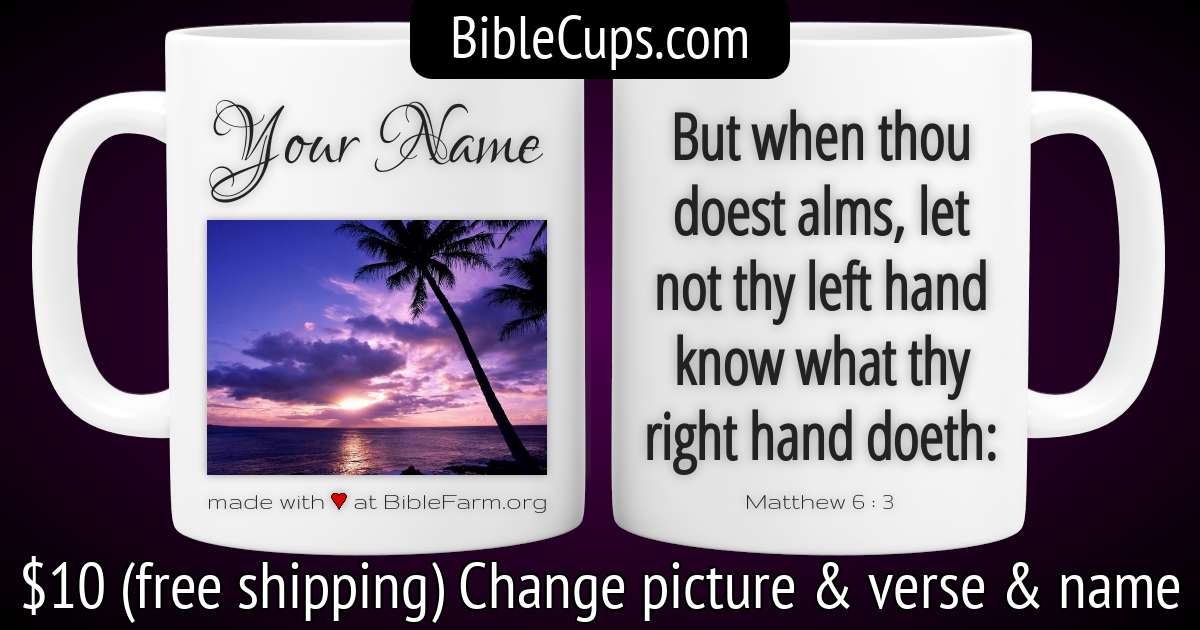 BibleCups.com
Your Name
made with ♥ at BibleFarm.org
But when thou
doest alms, let
not thy left hand
know what thy
right hand doeth:
Matthew 6 : 3
$10 (free shipping) Change picture & verse & name